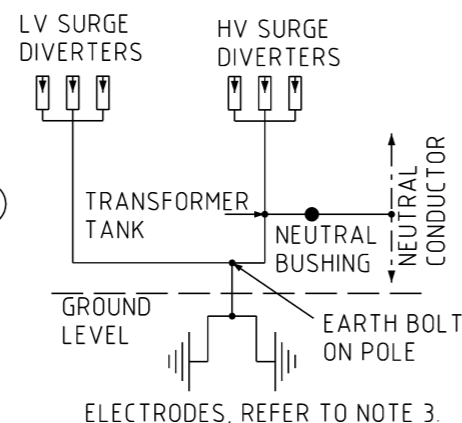 LV SURGE
DIVERTERS
HV SURGE
DIVERTERS
TRANSFORMER
TANK
NEUTRAL
BUSHING
NEUTRAL
CONDUCTOR
GROUND
LEVEL
EARTH BOLT
ON POLE
ELECTRODES, REFER TO NOTE 3.